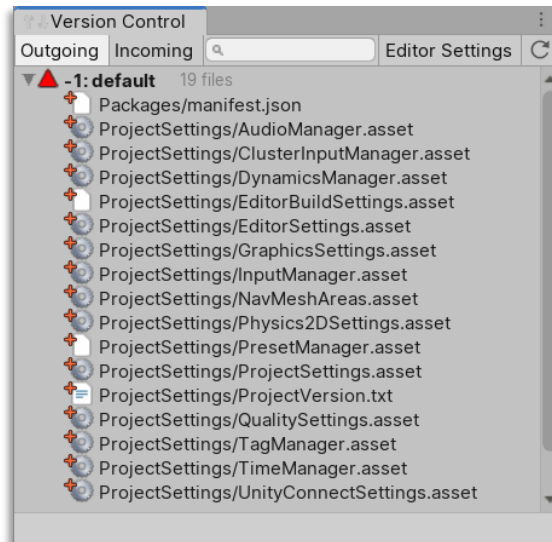 Version Control
Outgoing Incoming Editor Settings
-1: default 19 files
Packages/manifest.json
ProjectSettings/AudioManager.asset
ProjectSettings/ClusterInputManager.asset
ProjectSettings/DynamicsManager.asset
ProjectSettings/EditorBuildSettings.asset
ProjectSettings/EditorSettings.asset
ProjectSettings/GraphicsSettings.asset
ProjectSettings/InputManager.asset
ProjectSettings/NavMeshAreas.asset
ProjectSettings/Physics2DSettings.asset
ProjectSettings/PresetManager.asset
ProjectSettings/ProjectSettings.asset
ProjectSettings/ProjectVersion.txt
ProjectSettings/QualitySettings.asset
ProjectSettings/TagManager.asset
ProjectSettings/TimeManager.asset
ProjectSettings/UnityConnectSettings.asset